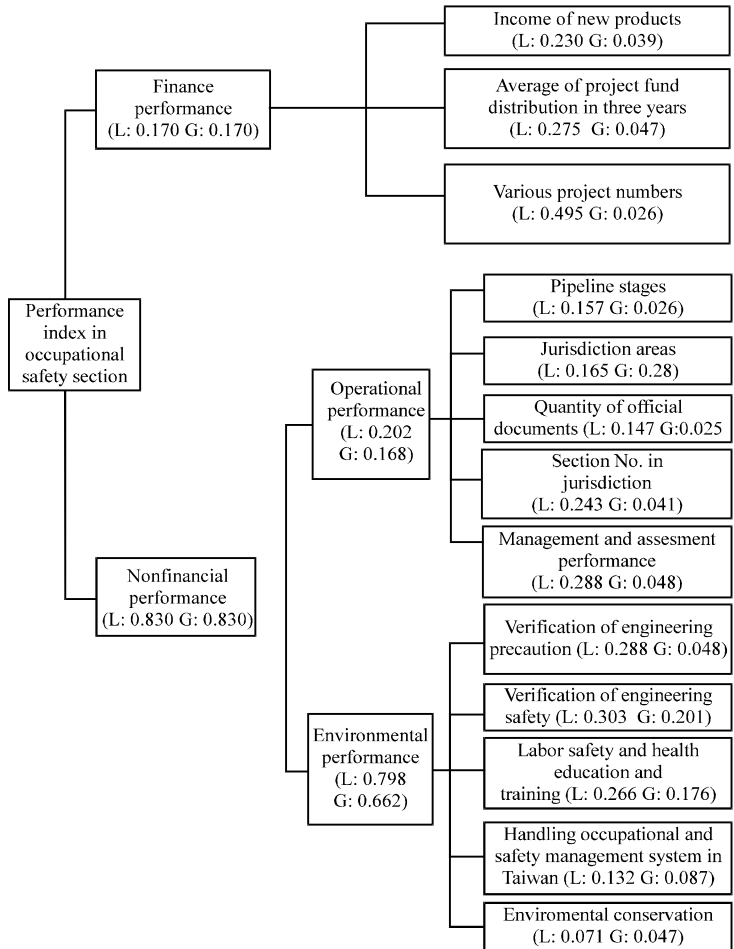 Income of new products
(L: 0.230 G: 0.039)
Finance
performance
(L: 0.170 G: 0.170)
Average of project fund
distribution in three years
(L: 0.275 G: 0.047)
Various project numbers
(L: 0.495 G: 0.026)
Performance
index in
occupational
safety section
Pipeline stages
(L: 0.157 G: 0.026)
Jurisdiction areas
(L: 0.165 G: 0.28)
Operational
performance
(L: 0.202
G: 0.168)
Quantity of official
documents (L: 0.147 G:0.025
Section No. in
jurisdiction
(L: 0.243 G: 0.041)
Management and assesment
performance
(L: 0.288 G: 0.048)
Nonfinancial
performance
(L: 0.830 G: 0.830)
Verification of engineering
precaution (L: 0.288 G: 0.048)
Verification of engineering
safety (L: 0.303 G: 0.201)
Environmental
performance
(L: 0.798
G: 0.662)
Labor safety and health
education and
training (L: 0.266 G: 0.176)
Handling occupational and
safety management system in
Taiwan (L: 0.132 G: 0.087)
Enviromental conservation
(L: 0.071 G: 0.047)